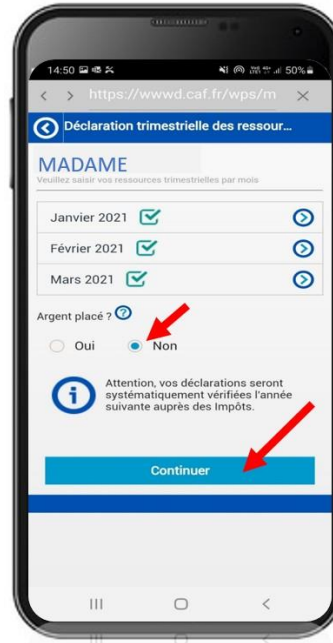 14:50
50%
https://wwwd.caf.fr/wps/m
Déclaration trimestrielle des ressour...
MADAME
Veuillez saisir vos ressources trimestrielles par mois
Janvier 2021
Février 2021
Mars 2021
Argent placé ? ?
Oui Non
i
Attention, vos déclarations seront
systématiquement vérifiées l'année
suivante auprès des Impôts.
Continuer